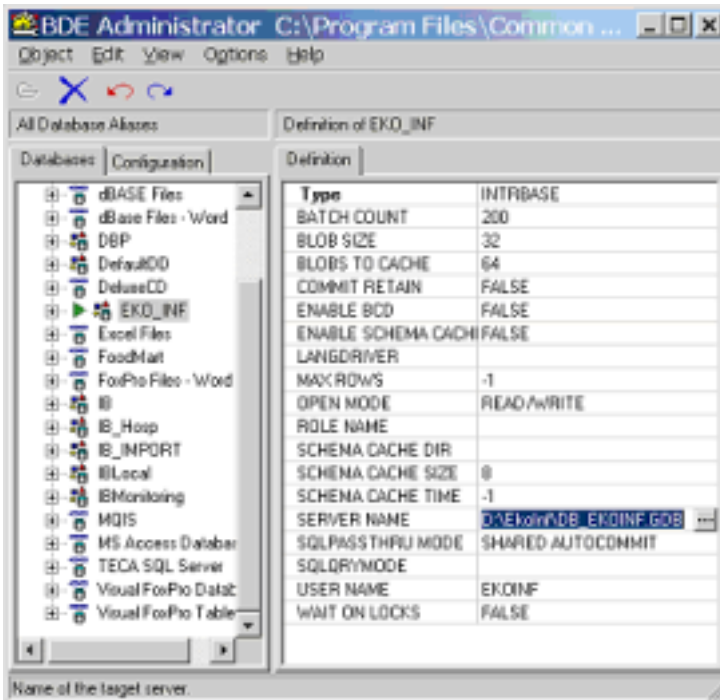 BDE Administrator C:\Program Files\Common ...
Object Edit View Options Help
All Database Aliases
Definition of EKO_INF
Databases Configuration
Definition
dBASE Files
dBase Files - Word
DBP
DefaultDD
DeluxeCD
EKO_INF
Excel Files
FoodMart
FoxPro Files - Word
IB
IB_Hosp
IB_IMPORT
IBLocal
IBMonitoring
MQIS
MS Access Databas
TECA SQL Server
Visual FoxPro Datab
Visual FoxPro Table
Type INTRBASE
BATCH COUNT 200
BLOB SIZE 32
BLOBS TO CACHE 64
COMMIT RETAIN FALSE
ENABLE BCD FALSE
ENABLE SCHEMA CACHE FALSE
LANGDRIVER
MAX ROWS -1
OPEN MODE READ/WRITE
ROLE NAME
SCHEMA CACHE DIR
SCHEMA CACHE SIZE 8
SCHEMA CACHE TIME -1
SERVER NAME D:\EkoInf\DB_EKOINF.GDB ...
SQLPASSTHRU MODE SHARED AUTOCOMMIT
SQLQRYMODE
USER NAME EKOINF
WAIT ON LOCKS FALSE
Name of the target server.